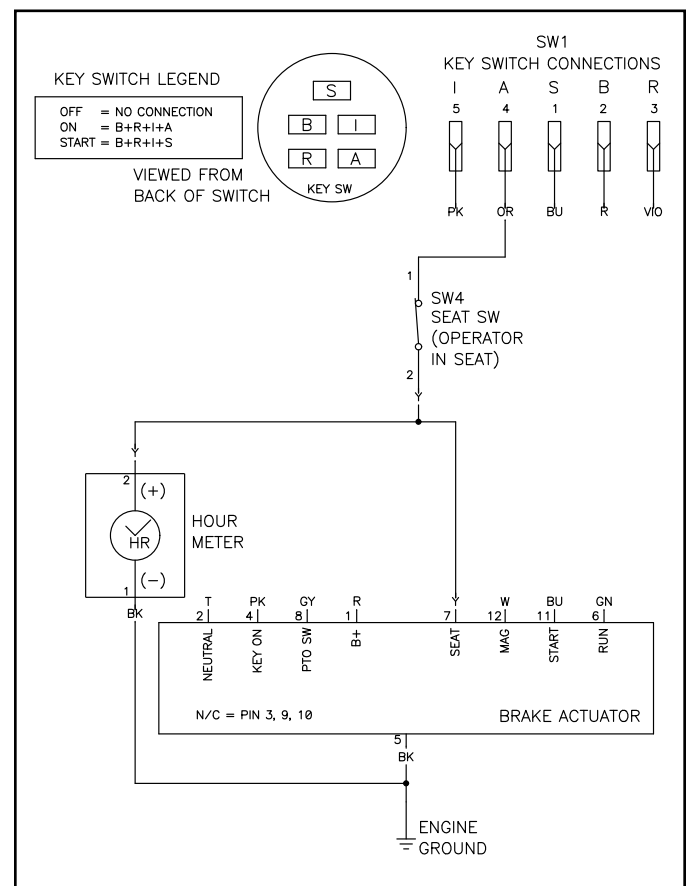 KEY SWITCH LEGEND
OFF = NO CONNECTION
ON = B+R+I+A
START = B+R+I+S
VIEWED FROM
BACK OF SWITCH
S
B I
R A
KEY SW
SW1
KEY SWITCH CONNECTIONS
I A S B R
5 4 1 2 3
PK OR BU R VIO
1
SW4
SEAT SW
(OPERATOR
IN SEAT)
2
2
(+)
HR
HOUR
METER
(-)
1
BK
T PK GY R W BU GN
2 4 8 1 7 12 11 6
NEUTRAL
KEY ON
PTO SW
B+
SEAT
MAG
START
RUN
N/C = PIN 3, 9, 10
BRAKE ACTUATOR
5
BK
ENGINE
GROUND